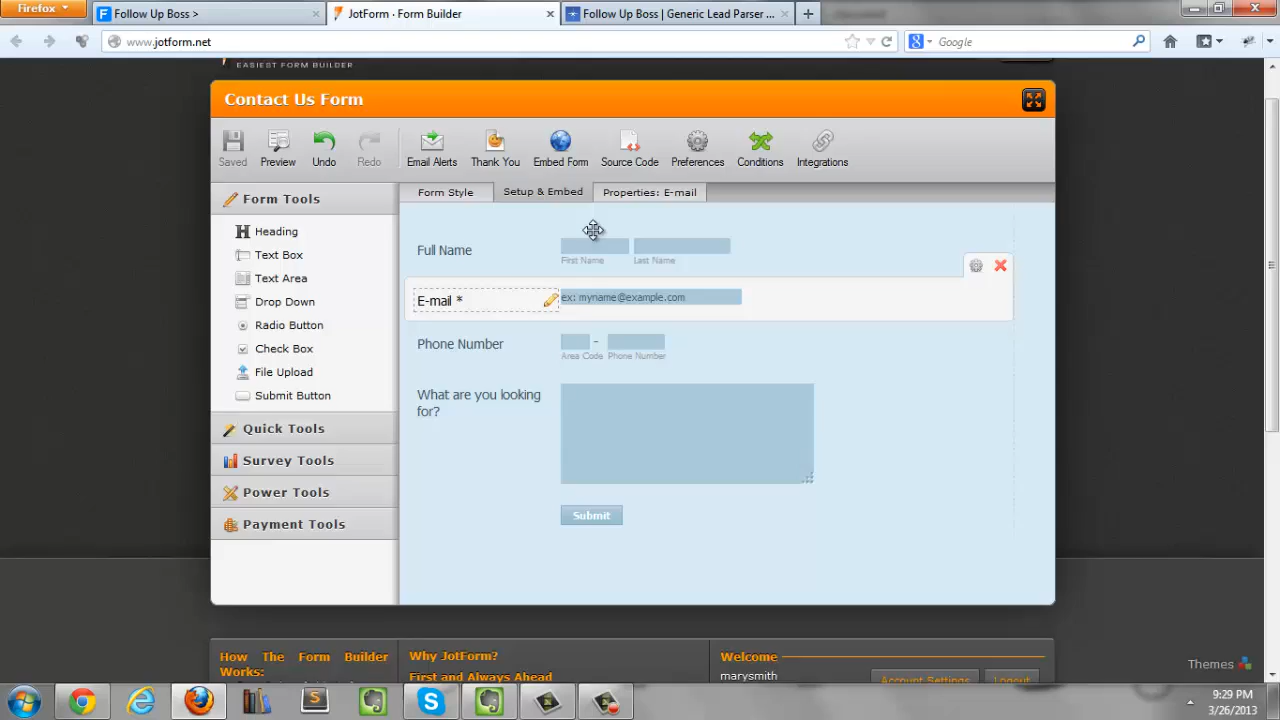 Firefox
Follow Up Boss >
JotForm · Form Builder
Follow Up Boss | Generic Lead Parser ...
www.jotform.net
Google
EASIEST FORM BUILDER
Contact Us Form
Saved
Preview
Undo
Redo
Email Alerts
Thank You
Embed Form
Source Code
Preferences
Conditions
Integrations
Form Tools
Form Style
Setup & Embed
Properties: E-mail
Heading
Text Box
Text Area
Drop Down
Radio Button
Check Box
File Upload
Submit Button
Quick Tools
Survey Tools
Power Tools
Payment Tools
Full Name
First Name
Last Name
E-mail *
ex: myname@example.com
Phone Number
-
Area Code
Phone Number
What are you looking
for?
Submit
How The Form Builder
Works:
Why JotForm?
First and Always Ahead
Welcome
marysmith
Account Settings
Logout
Themes
9:29 PM
3/26/2013